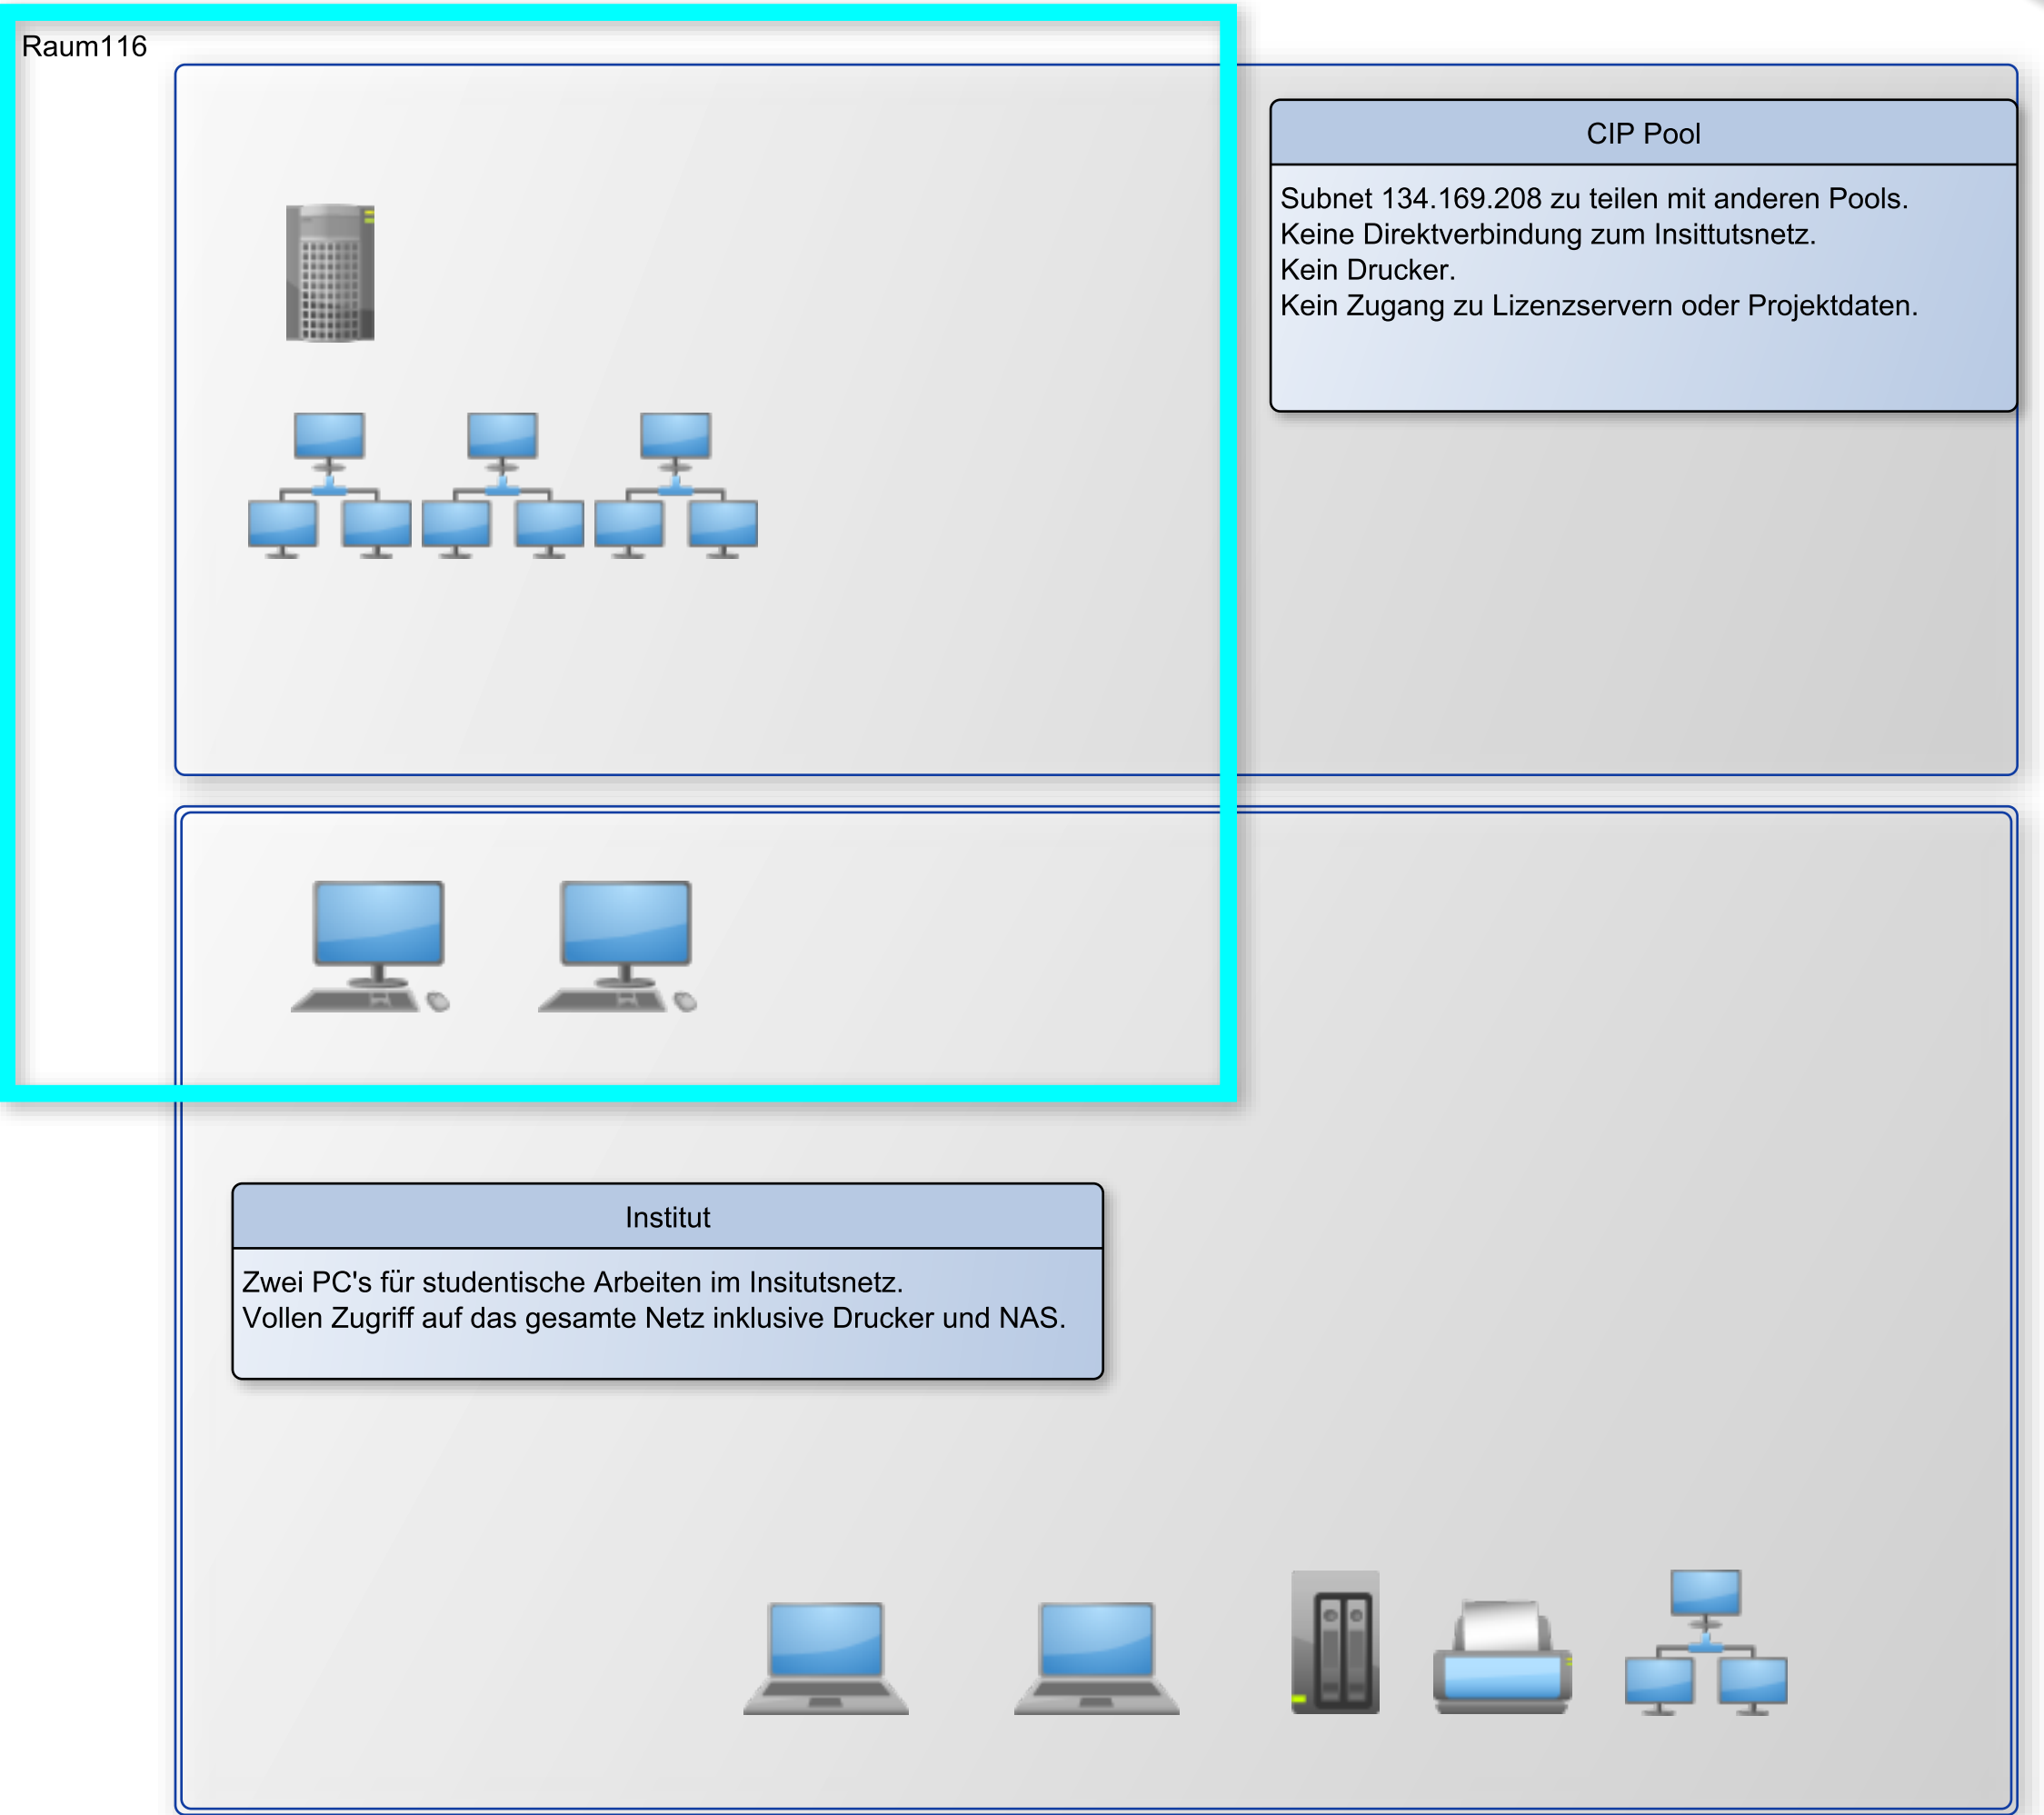 Raum116
CIP Pool
Subnet 134.169.208 zu teilen mit anderen Pools.
Keine Direktverbindung zum Insittutsnetz.
Kein Drucker.
Kein Zugang zu Lizenzservern oder Projektdaten.
Institut
Zwei PC's für studentische Arbeiten im Insitutsnetz.
Vollen Zugriff auf das gesamte Netz inklusive Drucker und NAS.